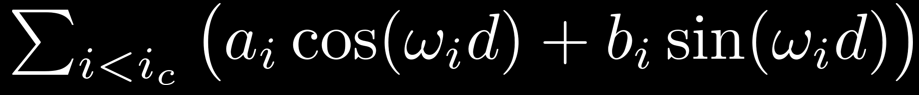 ∑_{i<i_c} (a_i cos(ω_i d) + b_i sin(ω_i d))